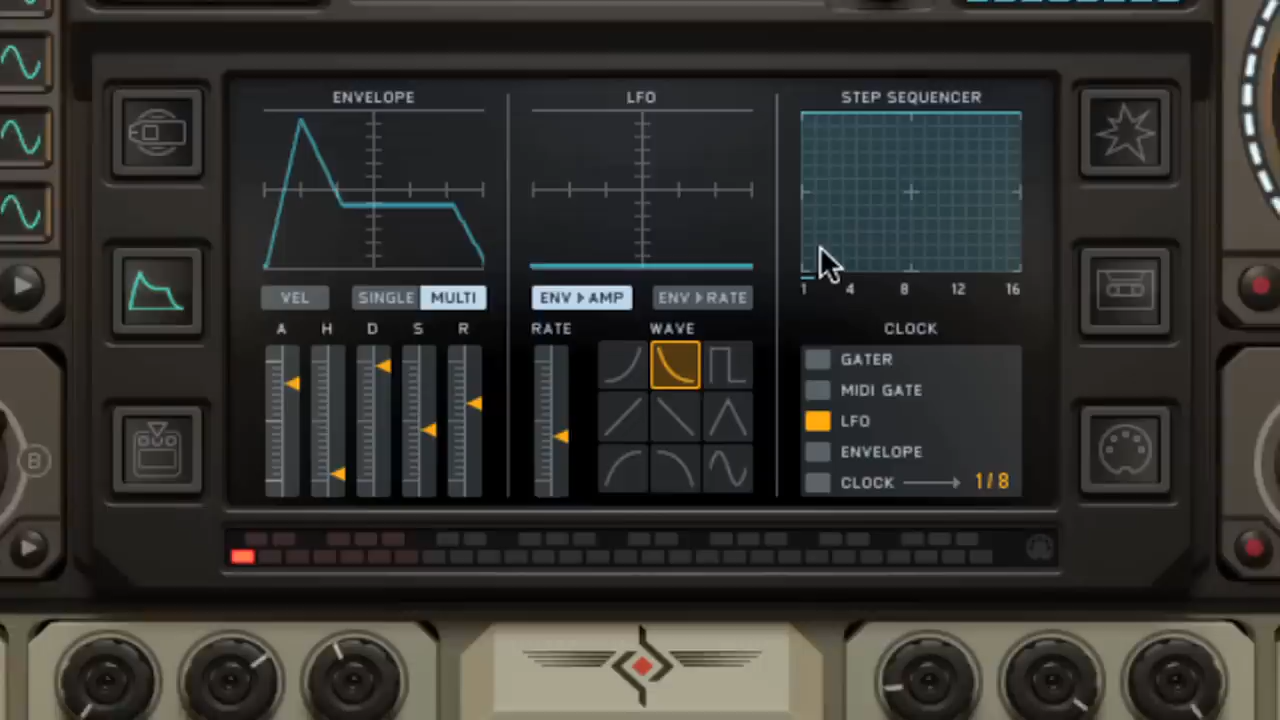 ENVELOPE
LFO
STEP SEQUENCER
1 4 8 12 16
VEL SINGLE MULTI
ENV AMP ENV RATE
A H D S R
RATE WAVE
CLOCK
GATER
MIDI GATE
LFO
ENVELOPE
CLOCK 1/8
B